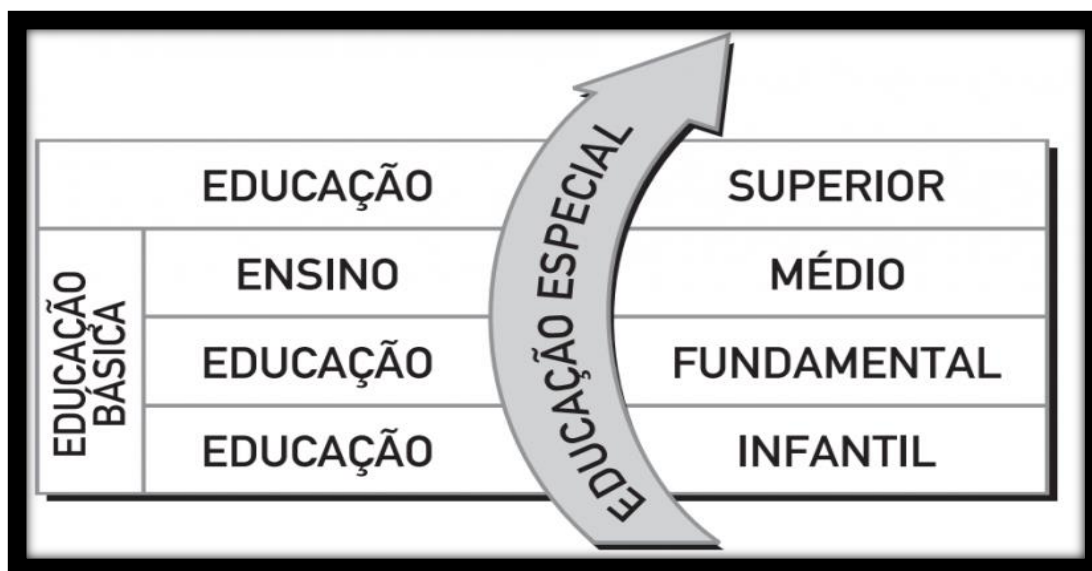 EDUCAÇÃO SUPERIOR
EDUCAÇÃO
BÁSICA
ENSINO MÉDIO
EDUCAÇÃO FUNDAMENTAL
EDUCAÇÃO INFANTIL
EDUCAÇÃO ESPECIAL